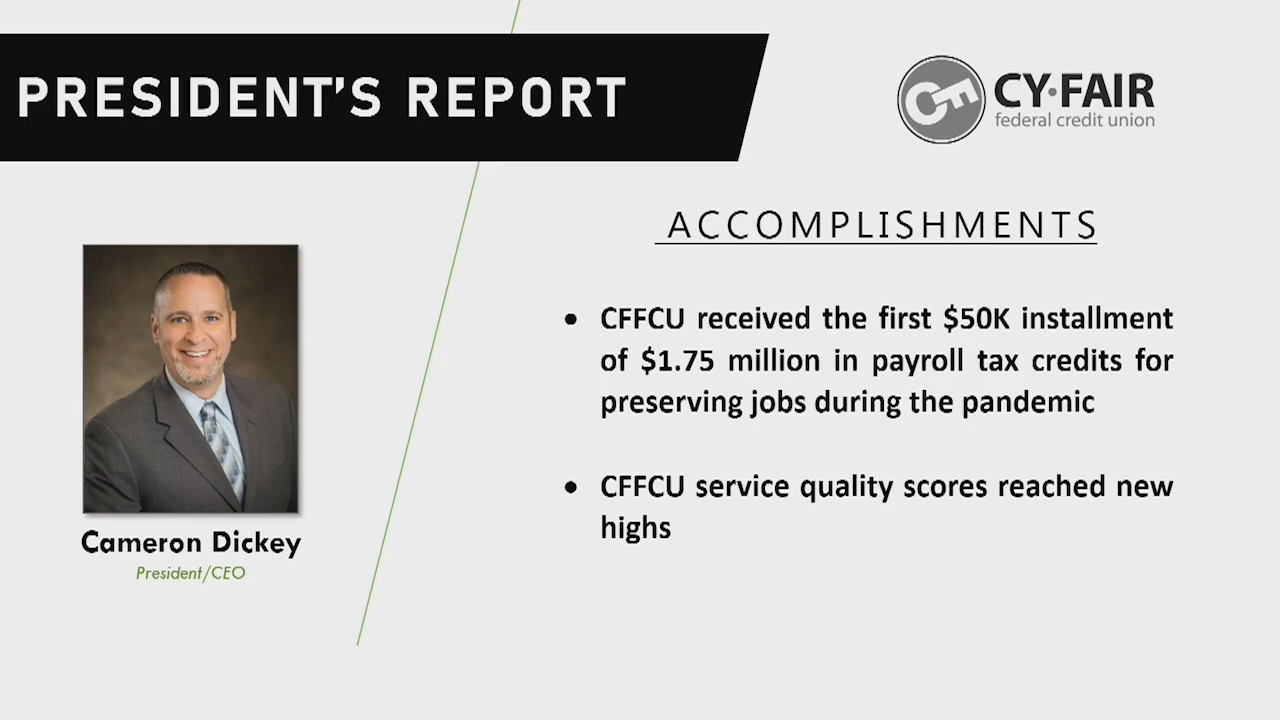 PRESIDENT'S REPORT
CY·FAIR
federal credit union
ACCOMPLISHMENTS
• CFFCU received the first $50K installment
of $1.75 million in payroll tax credits for
preserving jobs during the pandemic
• CFFCU service quality scores reached new
highs
Cameron Dickey
President/CEO